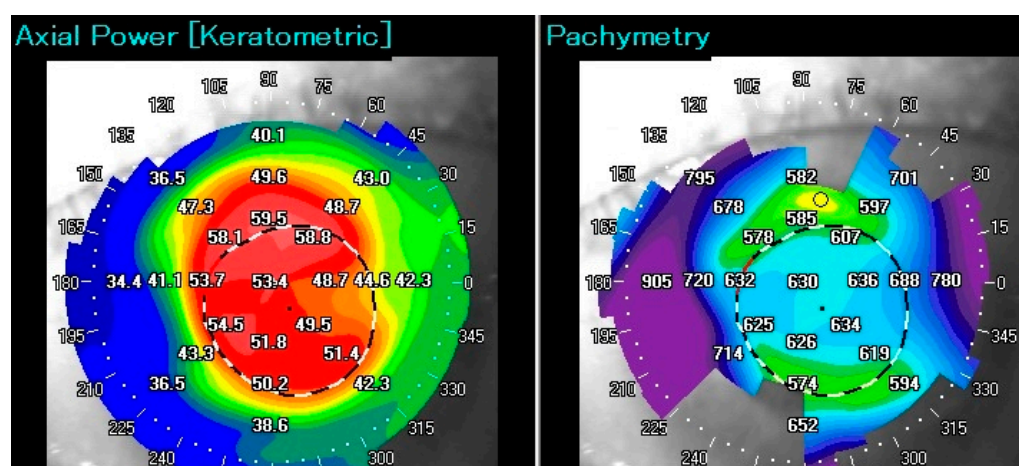 Axial Power [Keratometric]
105 90 75
120 60
135 40.1 45
150 36.5 49.6 43.0 30
47.3 48.7
165 59.5 15
58.1 58.8
180 34.4 41.1 53.7 53.4 48.7 44.6 42.3 0
195 54.5 49.5 345
43.3 51.8 51.4
210 36.5 50.2 42.3 330
225 38.6 315
240 300
Pachymetry
105 90 75
120 60
135 45
150 795 582 701 30
678 597
165 585 15
578 607
180 905 720 632 630 636 688 780 0
195 625 634 345
714 626 619
210 574 594 330
225 652 315
240 300